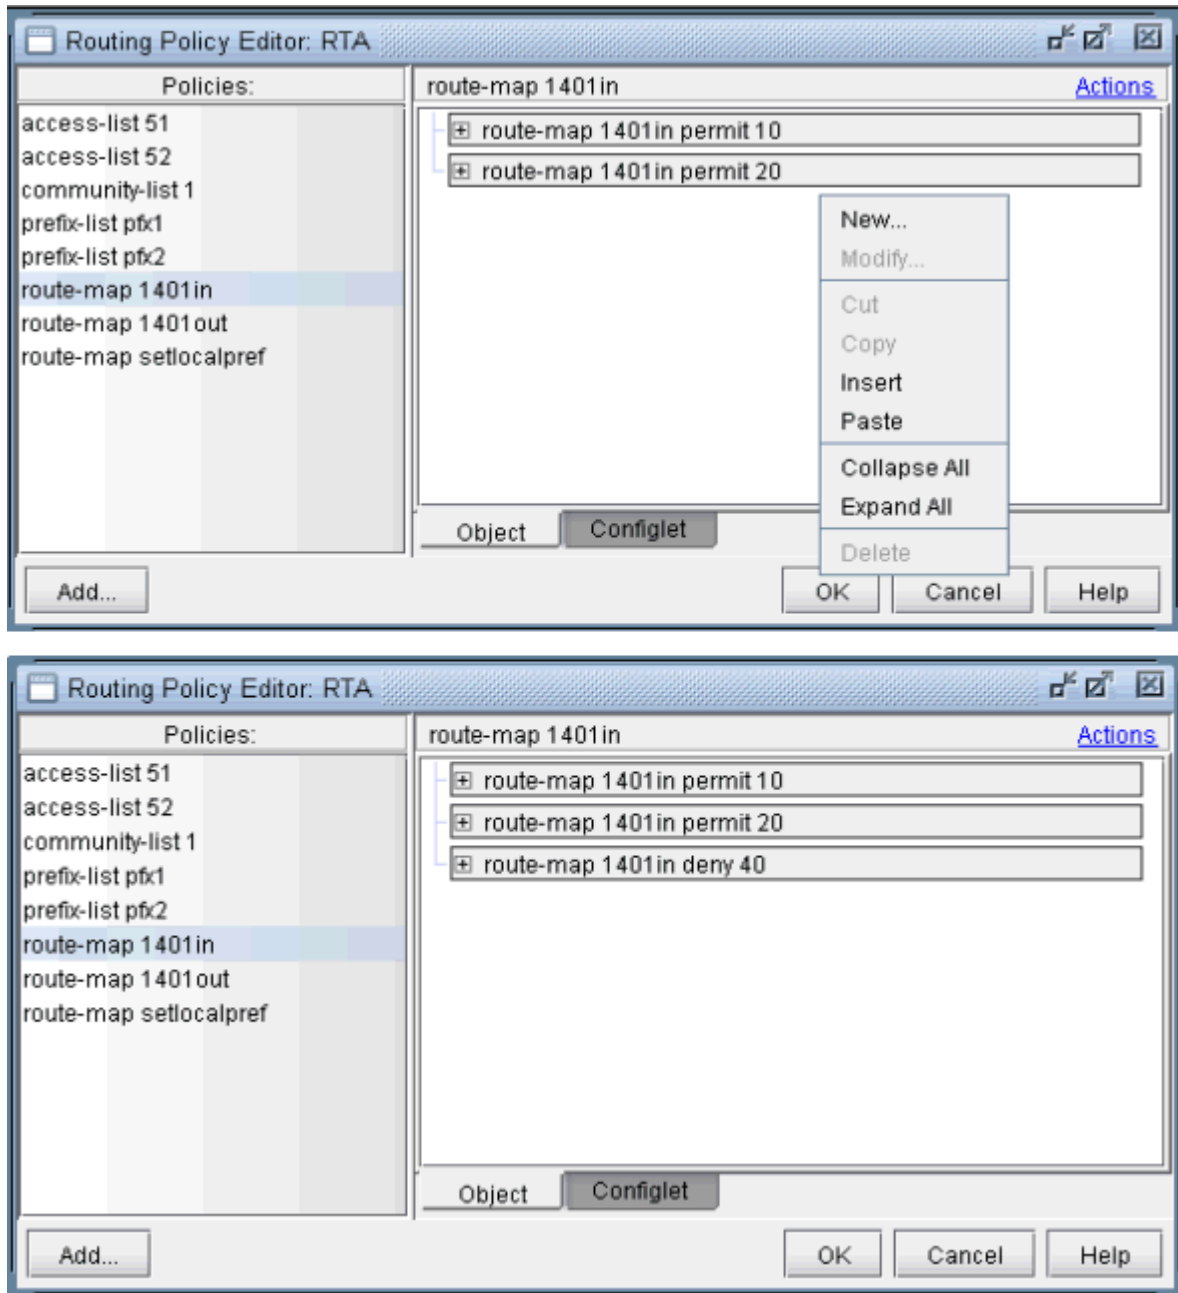 Routing Policy Editor: RTA
Policies:
route-map 1401in
Actions
access-list 51
access-list 52
community-list 1
prefix-list pfx1
prefix-list pfx2
route-map 1401in
route-map 1401out
route-map setlocalpref
route-map 1401in permit 10
route-map 1401in permit 20
New...
Modify...
Cut
Copy
Insert
Paste
Collapse All
Expand All
Delete
Object
Configlet
Add...
OK
Cancel
Help
Routing Policy Editor: RTA
Policies:
route-map 1401in
Actions
access-list 51
access-list 52
community-list 1
prefix-list pfx1
prefix-list pfx2
route-map 1401in
route-map 1401out
route-map setlocalpref
route-map 1401in permit 10
route-map 1401in permit 20
route-map 1401in deny 40
Object
Configlet
Add...
OK
Cancel
Help